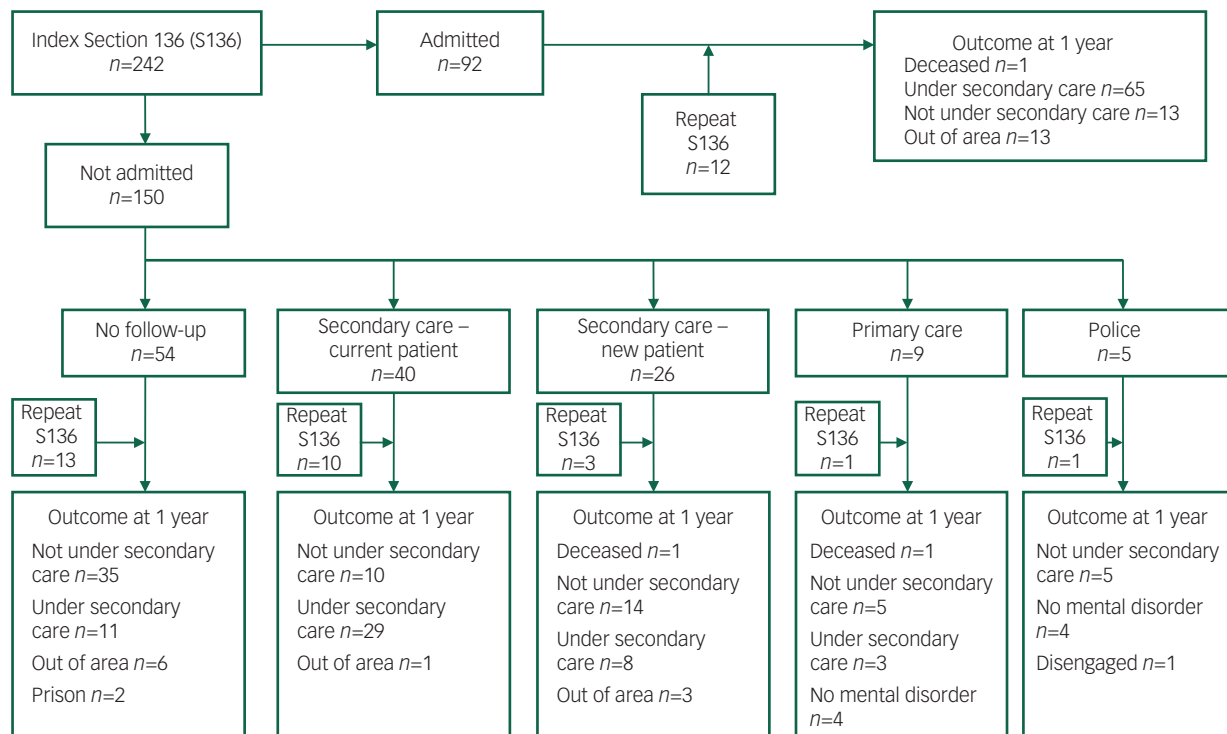 Index Section 136 (S136)
n=242
Admitted
n=92
Outcome at 1 year
Deceased n=1
Under secondary care n=65
Not under secondary care n=13
Out of area n=13
Repeat
S136
n=12
Not admitted
n=150
No follow-up
n=54
Secondary care –
current patient
n=40
Secondary care –
new patient
n=26
Primary care
n=9
Police
n=5
Repeat
S136
n=13
Repeat
S136
n=10
Repeat
S136
n=3
Repeat
S136
n=1
Repeat
S136
n=1
Outcome at 1 year
Not under secondary
care n=35
Under secondary
care n=11
Out of area n=6
Prison n=2
Outcome at 1 year
Not under secondary
care n=10
Under secondary
care n=29
Out of area n=1
Outcome at 1 year
Deceased n=1
Not under secondary
care n=14
Under secondary
care n=8
Out of area n=3
Outcome at 1 year
Deceased n=1
Not under secondary
care n=5
Under secondary
care n=3
No mental disorder
n=4
Outcome at 1 year
Not under secondary
care n=5
No mental disorder
n=4
Disengaged n=1